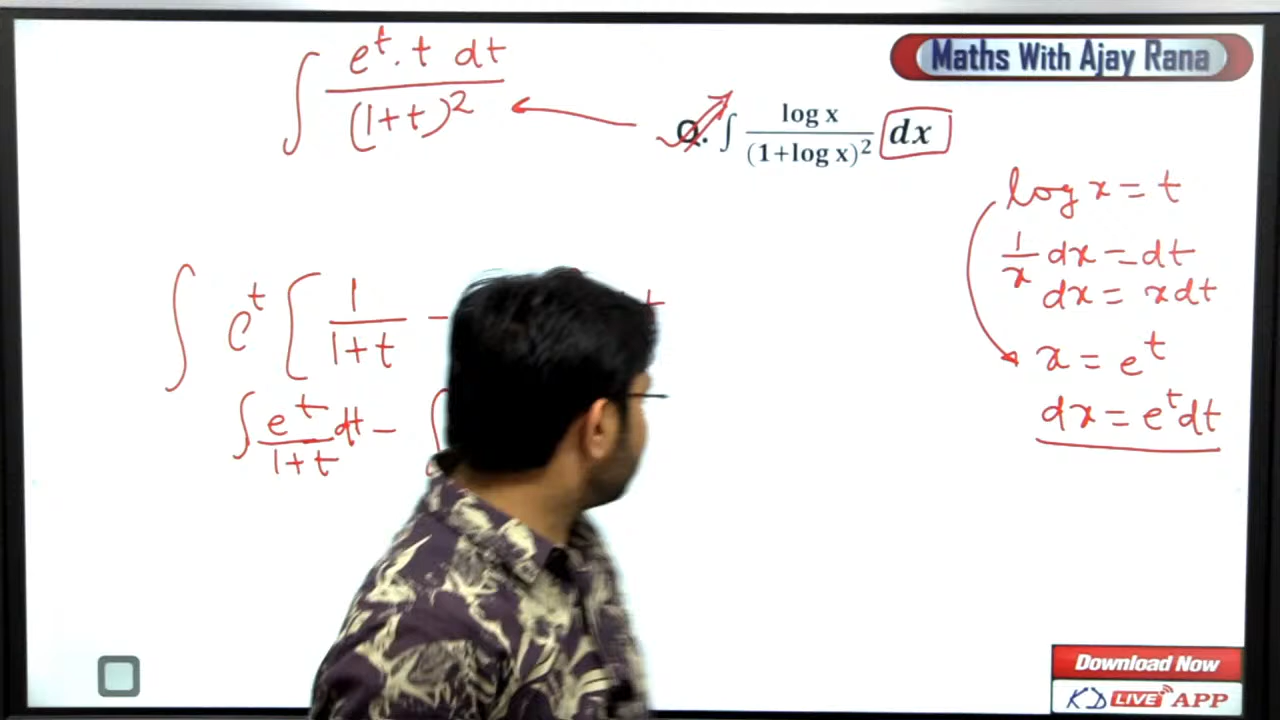 ∫ e^t . t dt / (1+t)^2
Maths With Ajay Rana
Q. ∫ log x / (1+log x)^2 dx
log x = t
1/x dx = dt
dx = x dt
x = e^t
dx = e^t dt
∫ e^t [ 1/(1+t) −
∫ e^t/(1+t) dt − ∫
Download Now
KD LIVE APP